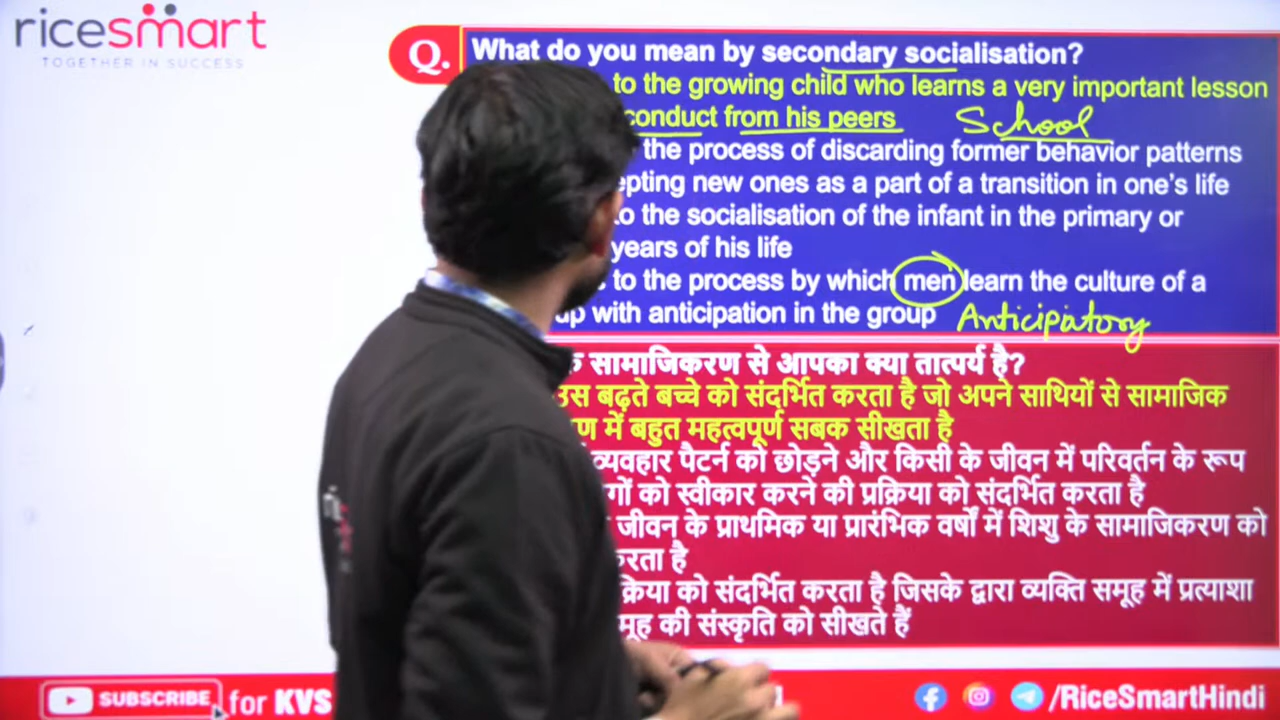 ricesmart
TOGETHER IN SUCCESS
Q. What do you mean by secondary socialisation?
to the growing child who learns a very important lesson
conduct from his peers School
the process of discarding former behavior patterns
new ones as a part of a transition in one's life
to the socialisation of the infant in the primary or
years of his life
to the process by which men learn the culture of a
with anticipation in the group Anticipatory
सामाजिकरण से आपका क्या तात्पर्य है?
उस बढ़ते बच्चे को संदर्भित करता है जो अपने साथियों से सामाजिक
में बहुत महत्वपूर्ण सबक सीखता है
व्यवहार पैटर्न को छोड़ने और किसी के जीवन में परिवर्तन के रूप
को स्वीकार करने की प्रक्रिया को संदर्भित करता है
जीवन के प्राथमिक या प्रारंभिक वर्षों में शिशु के सामाजिकरण को
है
को संदर्भित करता है जिसके द्वारा व्यक्ति समूह में प्रत्याशा
की संस्कृति को सीखते हैं
SUBSCRIBE for KVS
/RiceSmartHindi